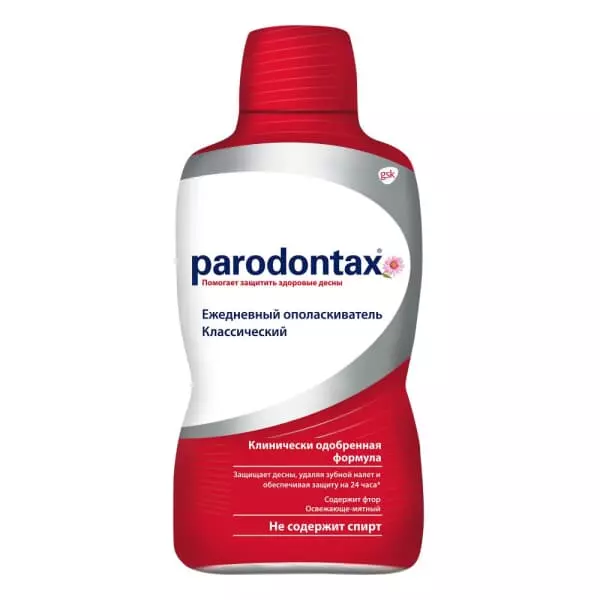 gsk
parodontax®
Помогает защитить здоровые десны
Ежедневный ополаскиватель
Классический
Клинически одобренная
формула
Защищает десны, удаляя зубной налет и
обеспечивая защиту на 24 часа*
Содержит фтор
Освежающе-мятный
Не содержит спирт